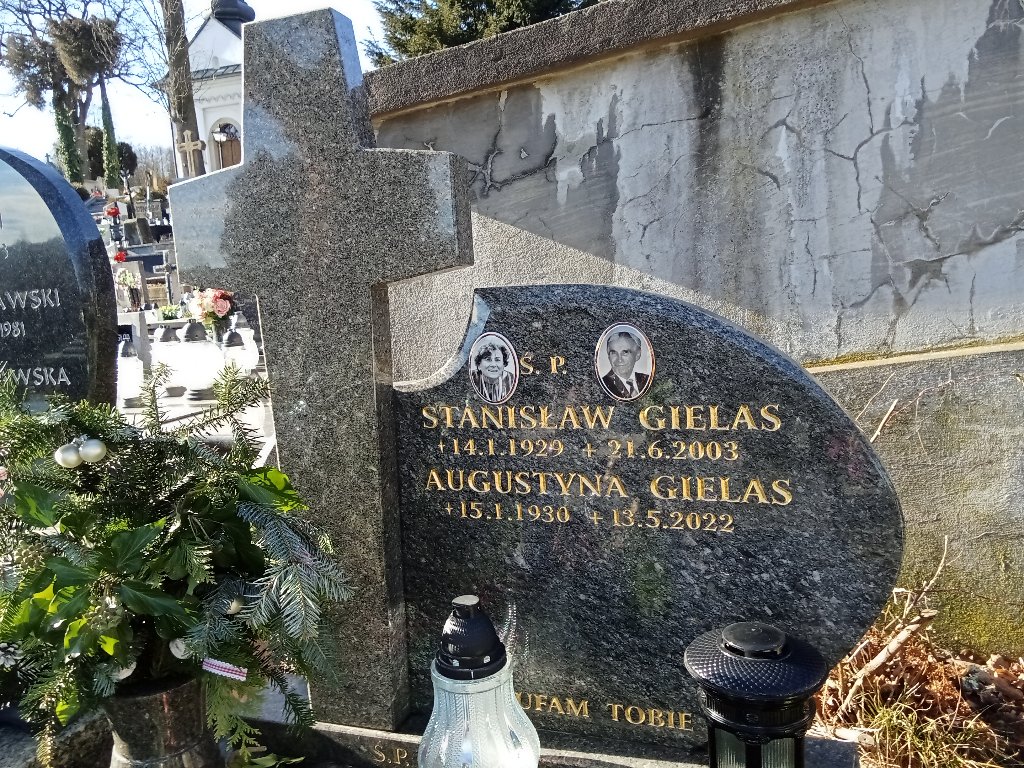 Ś. P.
STANISŁAW GIELAS
+14.1.1929 +21.6.2003
AUGUSTYNA GIELAS
+15.1.1930 +13.5.2022
UFAM TOBIE
Ś.P.
AWSKI
1981
WSKA